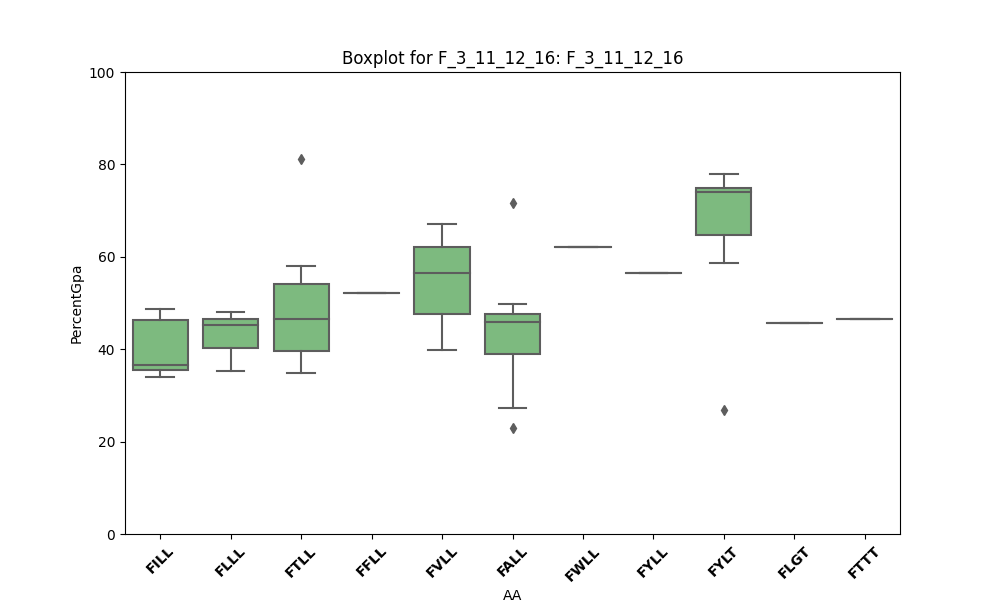 Boxplot for F_3_11_12_16: F_3_11_12_16
100
80
60
40
20
0
PercentGpa
FILL FLLL FTLL FFLL FVLL FALL FWLL FYLL FYLT FLGT FTTT
AA